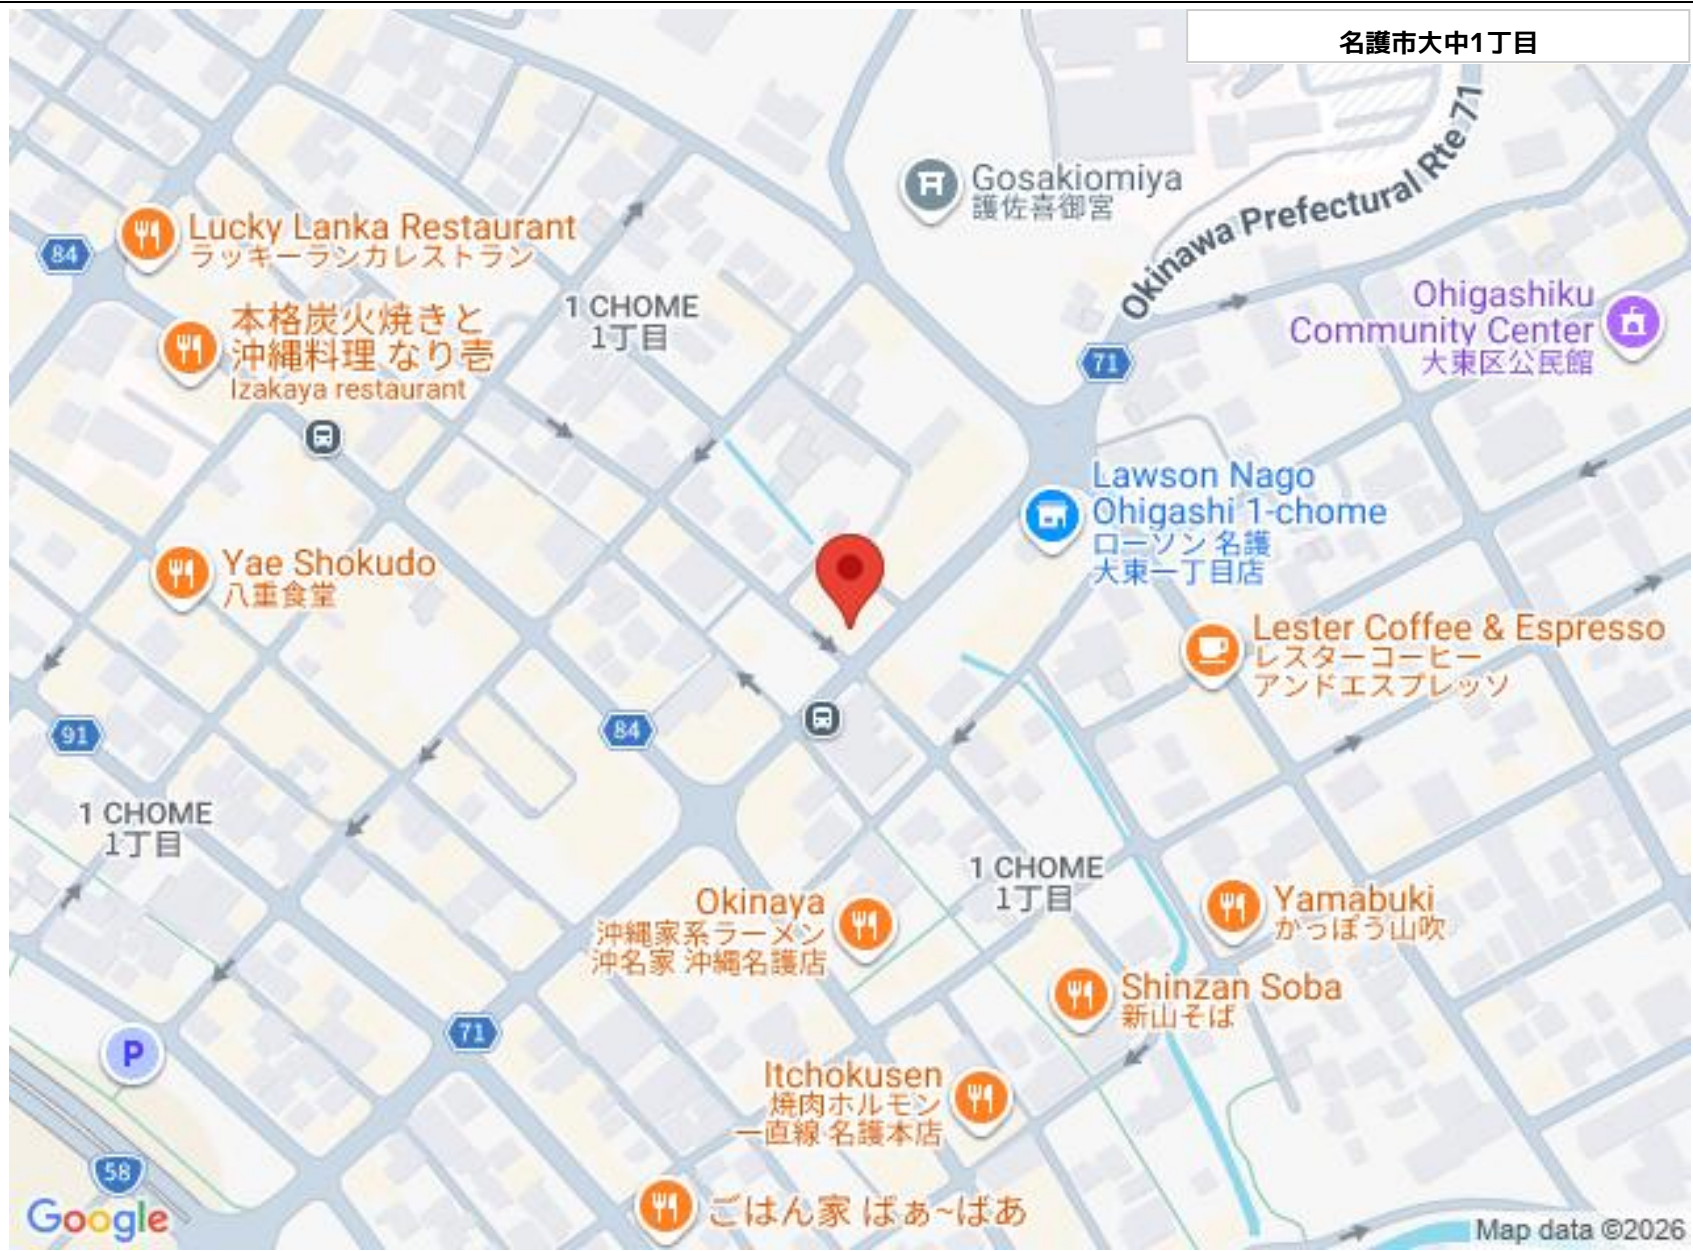 名護市大中1丁目
Gosakiomiya
護佐喜御宮
Okinawa Prefectural Rte 71
Lucky Lanka Restaurant
ラッキーランカレストラン
84
本格炭火焼きと
沖縄料理 なり壱
Izakaya restaurant
1 CHOME
1丁目
Ohigashiku
Community Center
大東区公民館
71
Lawson Nago
Ohigashi 1-chome
ローソン 名護
大東一丁目店
Yae Shokudo
八重食堂
Lester Coffee & Espresso
レスターコーヒー
アンドエスプレッソ
91
84
1 CHOME
1丁目
1 CHOME
1丁目
Okinaya
沖縄家系ラーメン
沖名家 沖縄名護店
Yamabuki
かっぽう山吹
Shinzan Soba
新山そば
71
P
Itchokusen
焼肉ホルモン
一直線 名護本店
58
ごはん家 ばぁ~ばあ
Google
Map data ©2026